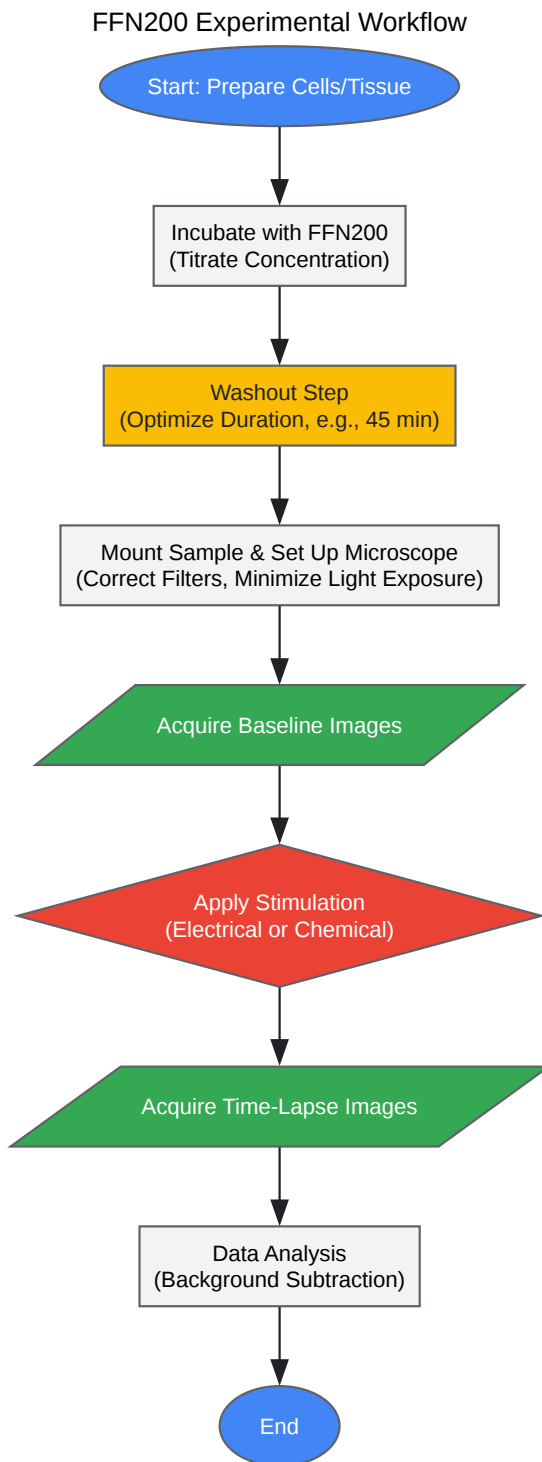 FFN200 Experimental Workflow
Start: Prepare Cells/Tissue
Incubate with FFN200
(Titrate Concentration)
Washout Step
(Optimize Duration, e.g., 45 min)
Mount Sample & Set Up Microscope
(Correct Filters, Minimize Light Exposure)
Acquire Baseline Images
Apply Stimulation
(Electrical or Chemical)
Acquire Time-Lapse Images
Data Analysis
(Background Subtraction)
End